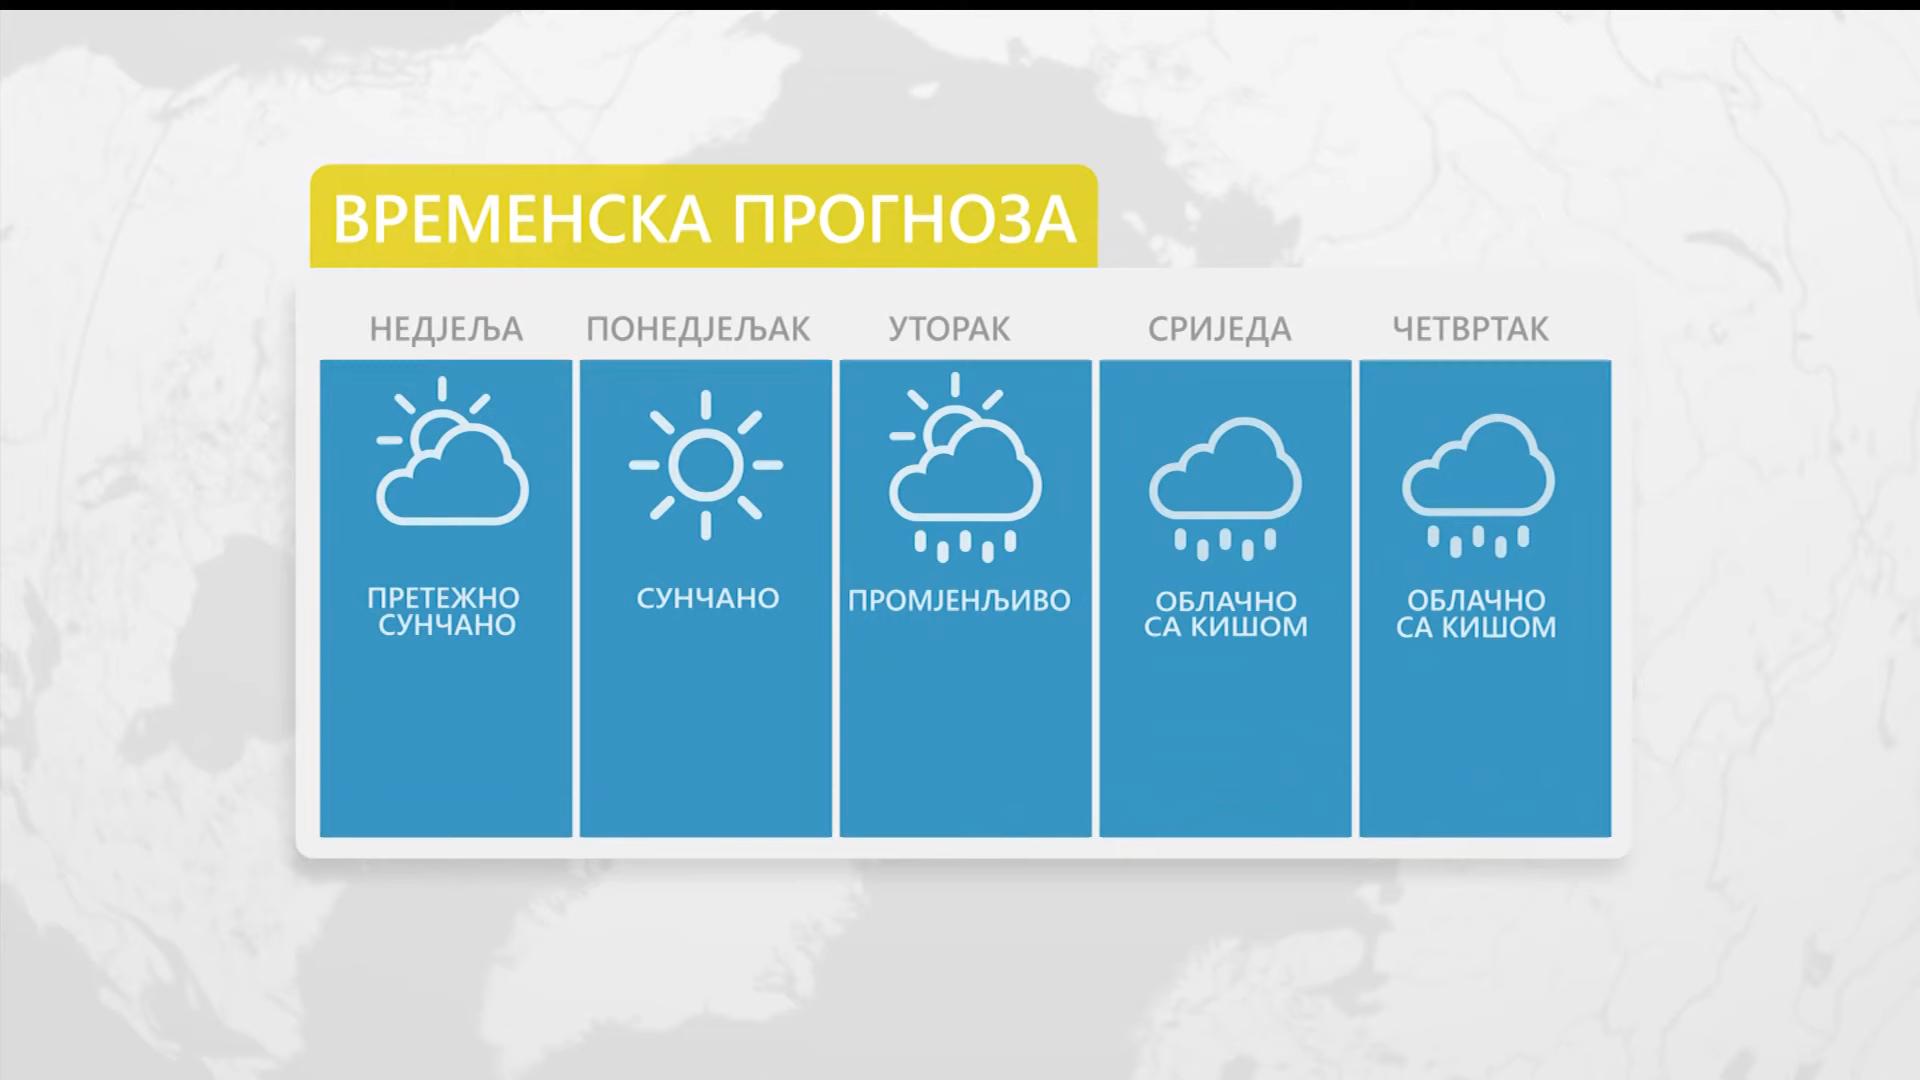 ВРЕМЕНСКА ПРОГНОЗА
НЕДЈЕЉА
ПОНЕДЈЕЉАК
УТОРАК
СРИЈЕДА
ЧЕТВРТАК
ПРЕТЕЖНО
СУНЧАНО
СУНЧАНО
ПРОМЈЕНЉИВО
ОБЛАЧНО
СА КИШОМ
ОБЛАЧНО
СА КИШОМ